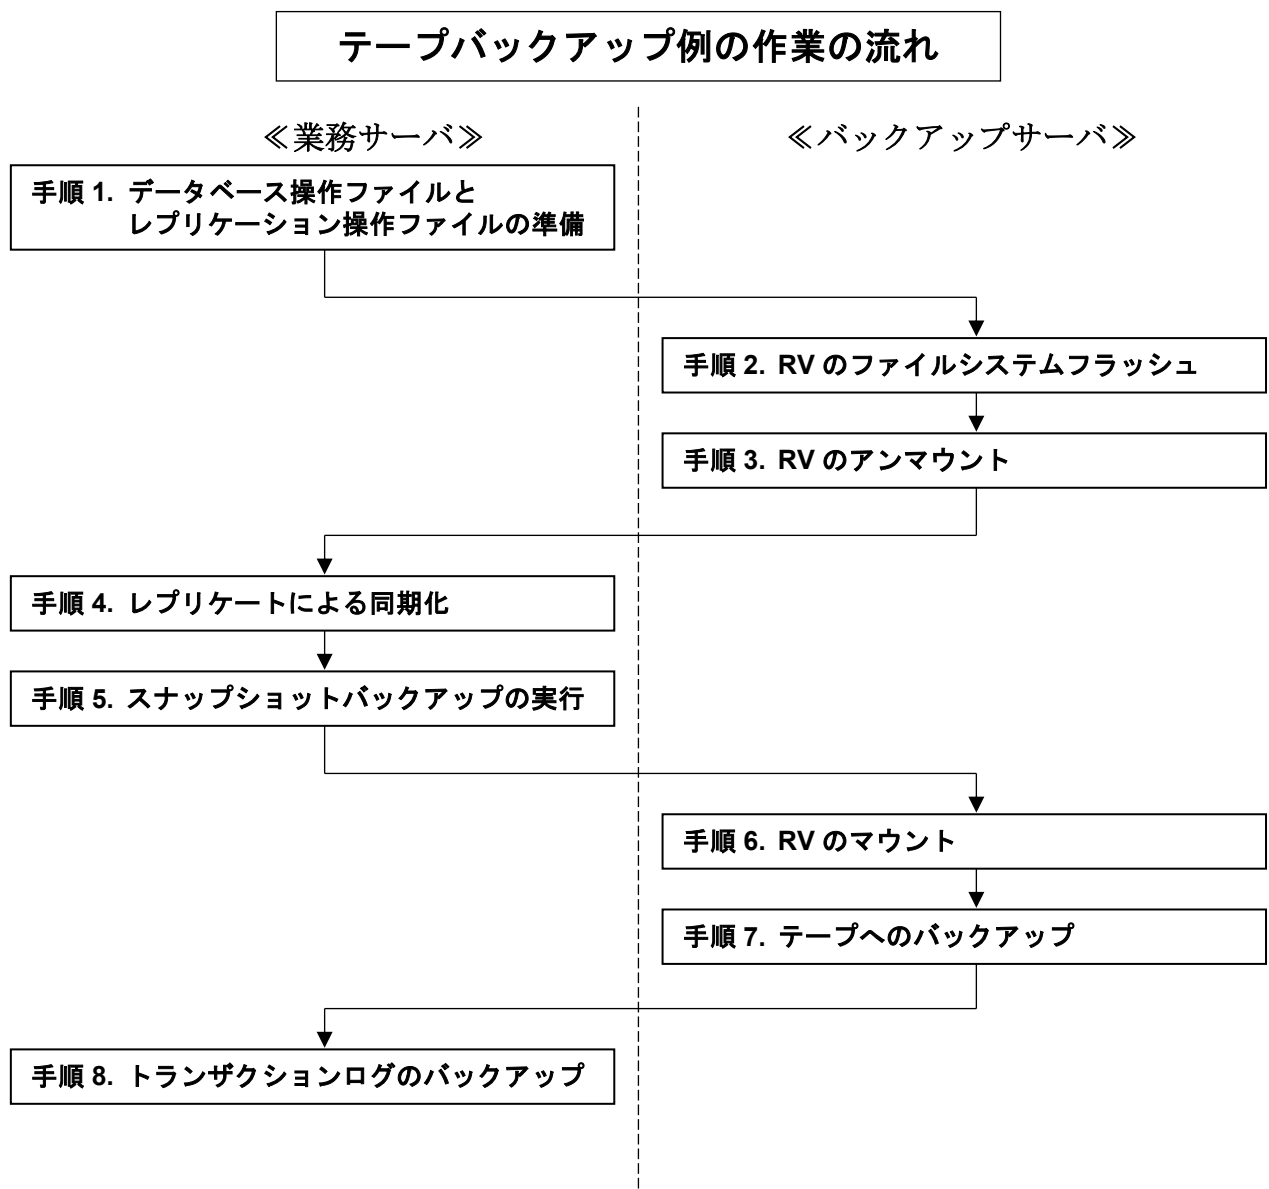 テープバックアップ例の作業の流れ
≪業務サーバ≫
≪バックアップサーバ≫
手順 1. データベース操作ファイルと
レプリケーション操作ファイルの準備
手順 2. RV のファイルシステムフラッシュ
手順 3. RV のアンマウント
手順 4. レプリケートによる同期化
手順 5. スナップショットバックアップの実行
手順 6. RV のマウント
手順 7. テープへのバックアップ
手順 8. トランザクションログのバックアップ